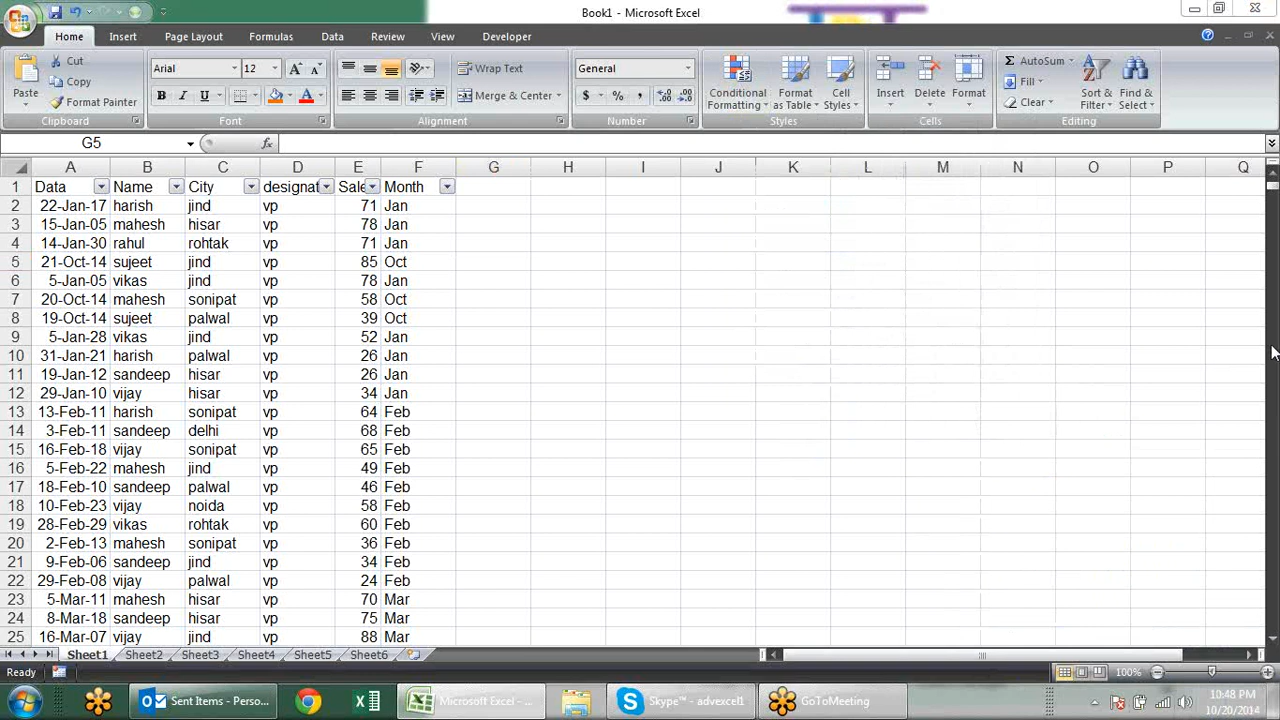 Book1 - Microsoft Excel
Home Insert Page Layout Formulas Data Review View Developer
Paste Cut Copy Format Painter Clipboard
Arial 12 A A B I U A Font
Wrap Text Merge & Center Alignment
General $ % , Number
Conditional Formatting Format as Table Cell Styles Styles
Insert Delete Format Cells
Σ AutoSum Fill Clear Sort & Filter Find & Select Editing
G5 fx
A B C D E F G H I J K L M N O P Q
1 Data Name City designat Sale Month
2 22-Jan-17 harish jind vp 71 Jan
3 15-Jan-05 mahesh hisar vp 78 Jan
4 14-Jan-30 rahul rohtak vp 71 Jan
5 21-Oct-14 sujeet jind vp 85 Oct
6 5-Jan-05 vikas jind vp 78 Jan
7 20-Oct-14 mahesh sonipat vp 58 Oct
8 19-Oct-14 sujeet palwal vp 39 Oct
9 5-Jan-28 vikas jind vp 52 Jan
10 31-Jan-21 harish palwal vp 26 Jan
11 19-Jan-12 sandeep hisar vp 26 Jan
12 29-Jan-10 vijay hisar vp 34 Jan
13 13-Feb-11 harish sonipat vp 64 Feb
14 3-Feb-11 sandeep delhi vp 68 Feb
15 16-Feb-18 vijay sonipat vp 65 Feb
16 5-Feb-22 mahesh jind vp 49 Feb
17 18-Feb-10 sandeep palwal vp 46 Feb
18 10-Feb-23 vijay noida vp 58 Feb
19 28-Feb-29 vikas rohtak vp 60 Feb
20 2-Feb-13 mahesh sonipat vp 36 Feb
21 9-Feb-06 sandeep jind vp 34 Feb
22 29-Feb-08 vijay palwal vp 24 Feb
23 5-Mar-11 mahesh hisar vp 70 Mar
24 8-Mar-18 sandeep hisar vp 75 Mar
25 16-Mar-07 vijay jind vp 88 Mar
Sheet1 Sheet2 Sheet3 Sheet4 Sheet5 Sheet6
Ready 100%
Sent Items - Perso... Microsoft Excel - ... Skype™ - advexcel1 GoToMeeting 10:48 PM
10/20/2014